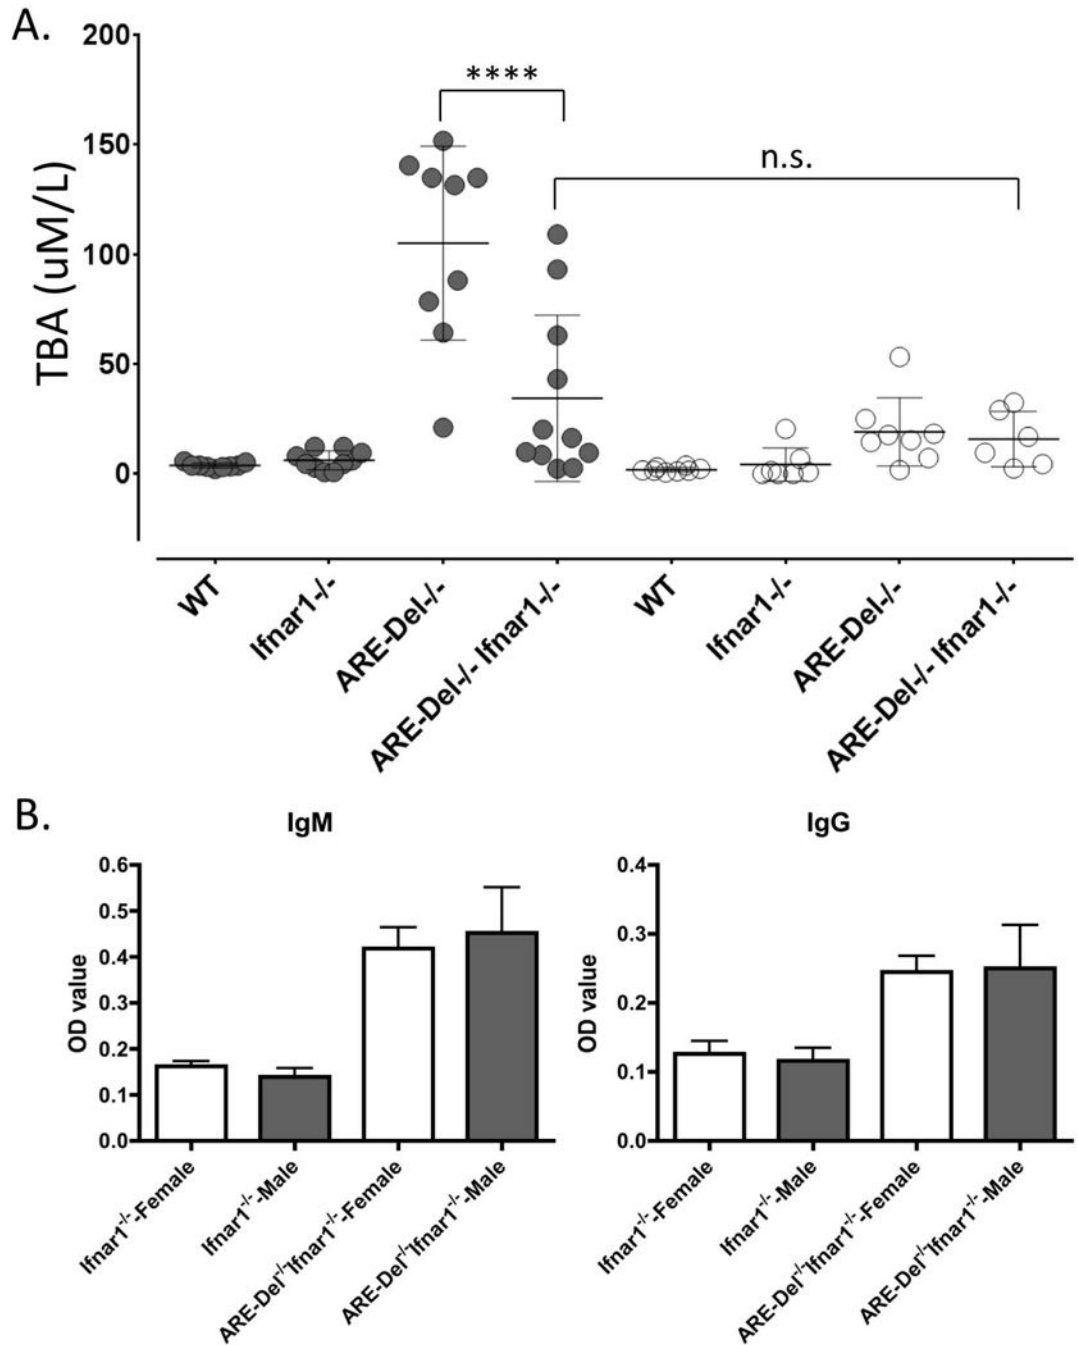 A.
TBA (uM/L)
200
150
100
50
0
****
n.s.
WT
Ifnar1-/-
ARE-Del-/-
ARE-Del-/- Ifnar1-/-
WT
Ifnar1-/-
ARE-Del-/-
ARE-Del-/- Ifnar1-/-
B.
IgM
OD value
0.6
0.5
0.4
0.3
0.2
0.1
0.0
Ifnar1-/--Female
Ifnar1-/--Male
ARE-Del-/-Ifnar1-/--Female
ARE-Del-/-Ifnar1-/--Male
IgG
OD value
0.4
0.3
0.2
0.1
0.0
Ifnar1-/--Female
Ifnar1-/--Male
ARE-Del-/-Ifnar1-/--Female
ARE-Del-/-Ifnar1-/--Male